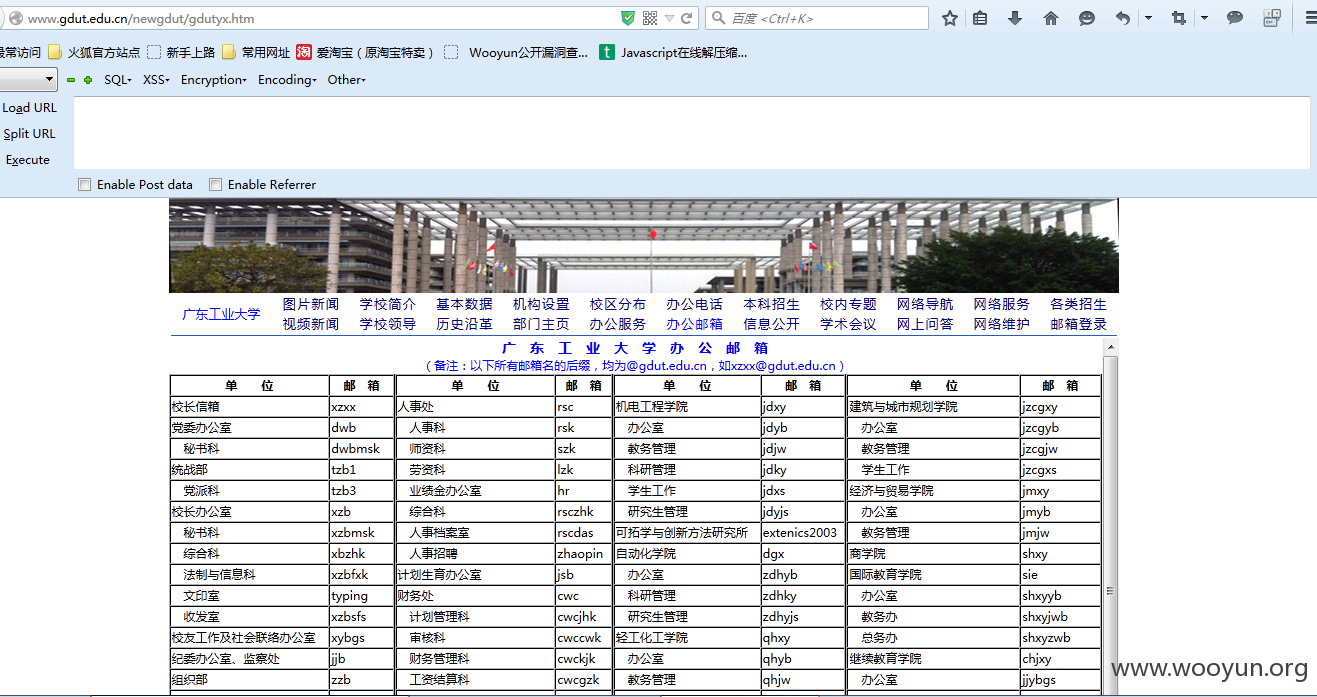 www.gdut.edu.cn/newgdut/gdutyx.htm 百度 <Ctrl+K>
最常访问 火狐官方站点 新手上路 常用网址 淘 爱淘宝（原淘宝特卖） Wooyun公开漏洞查... t Javascript在线解压缩...
SQL XSS Encryption Encoding Other
Load URL
Split URL
Execute
Enable Post data Enable Referrer
广东工业大学
图片新闻 学校简介 基本数据 机构设置 校区分布 办公电话 本科招生 校内专题 网络导航 网络服务 各类招生
视频新闻 学校领导 历史沿革 部门主页 办公服务 办公邮箱 信息公开 学术会议 网上问答 网络维护 邮箱登录
广 东 工 业 大 学 办 公 邮 箱
（备注：以下所有邮箱名的后缀，均为@gdut.edu.cn，如xzxx@gdut.edu.cn）
单 位 邮 箱 单 位 邮 箱 单 位 邮 箱 单 位 邮 箱
校长信箱 xzxx 人事处 rsc 机电工程学院 jdxy 建筑与城市规划学院 jzcgxy
党委办公室 dwb 人事科 rsk 办公室 jdyb 办公室 jzcgyb
秘书科 dwbmsk 师资科 szk 教务管理 jdjw 教务管理 jzcgjw
统战部 tzb1 劳资科 lzk 科研管理 jdky 学生工作 jzcgxs
党派科 tzb3 业绩金办公室 hr 学生工作 jdxs 经济与贸易学院 jmxy
校长办公室 xzb 综合科 rsczhk 研究生管理 jdyjs 办公室 jmyb
秘书科 xzbmsk 人事档案室 rscdas 可拓学与创新方法研究所 extenics2003 教务管理 jmjw
综合科 xbzhk 人事招聘 zhaopin 自动化学院 dgx 商学院 shxy
法制与信息科 xzbfxk 计划生育办公室 jsb 办公室 zdhyb 国际教育学院 sie
文印室 typing 财务处 cwc 科研管理 zdhky 办公室 shxyyb
收发室 xzbsfs 计划管理科 cwcjhk 研究生管理 zdhyjs 教务办 shxyjwb
校友工作及社会联络办公室 xybgs 审核科 cwccwk 轻工化工学院 qhxy 总务办 shxyzwb
纪委办公室、监察处 jjb 财务管理科 cwckjk 办公室 qhyb 继续教育学院 chjxy
组织部 zzb 工资结算科 cwcgzk 教务管理 qhjw 办公室 jjybgs
www.wooyun.org